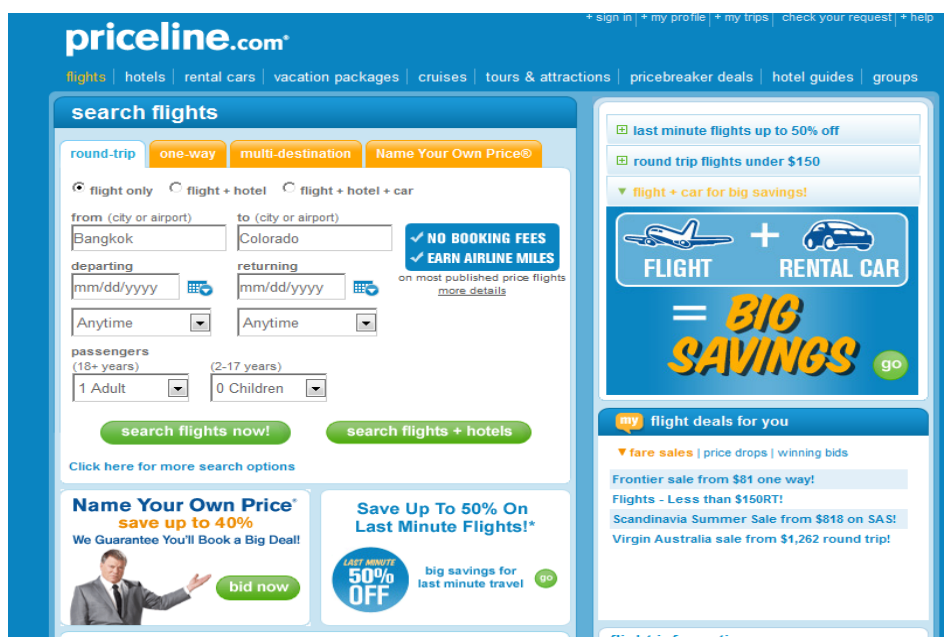 + sign in | + my profile | + my trips | check your request | + help
priceline.com®
flights | hotels | rental cars | vacation packages | cruises | tours & attractions | pricebreaker deals | hotel guides | groups
search flights
round-trip one-way multi-destination Name Your Own Price®
flight only flight + hotel flight + hotel + car
from (city or airport) to (city or airport)
Bangkok Colorado
departing returning
mm/dd/yyyy mm/dd/yyyy
Anytime Anytime
NO BOOKING FEES
EARN AIRLINE MILES
on most published price flights
more details
passengers
(18+ years) (2-17 years)
1 Adult 0 Children
search flights now! search flights + hotels
Click here for more search options
Name Your Own Price®
save up to 40%
We Guarantee You'll Book a Big Deal!
bid now
Save Up To 50% On
Last Minute Flights!*
LAST MINUTE
50%
OFF
big savings for
last minute travel
go
last minute flights up to 50% off
round trip flights under $150
flight + car for big savings!
+
FLIGHT RENTAL CAR
= BIG
SAVINGS
go
my flight deals for you
fare sales | price drops | winning bids
Frontier sale from $81 one way!
Flights - Less than $150RT!
Scandinavia Summer Sale from $818 on SAS!
Virgin Australia sale from $1,262 round trip!